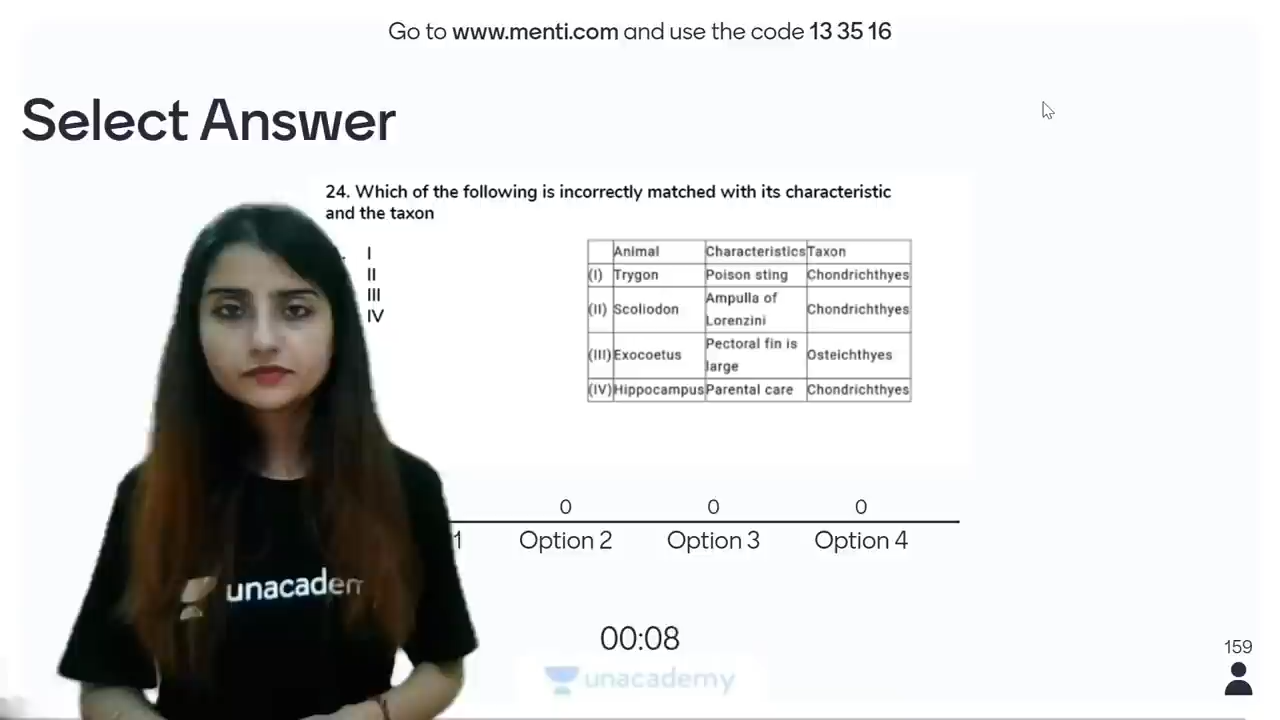 Go to www.menti.com and use the code 13 35 16
Select Answer
24. Which of the following is incorrectly matched with its characteristic
and the taxon
I
II
III
IV
Animal Characteristics Taxon
(I) Trygon Poison sting Chondrichthyes
(II) Scoliodon Ampulla of Lorenzini Chondrichthyes
(III) Exocoetus Pectoral fin is large Osteichthyes
(IV) Hippocampus Parental care Chondrichthyes
0 0 0
1 Option 2 Option 3 Option 4
unacadem
00:08
unacademy
159